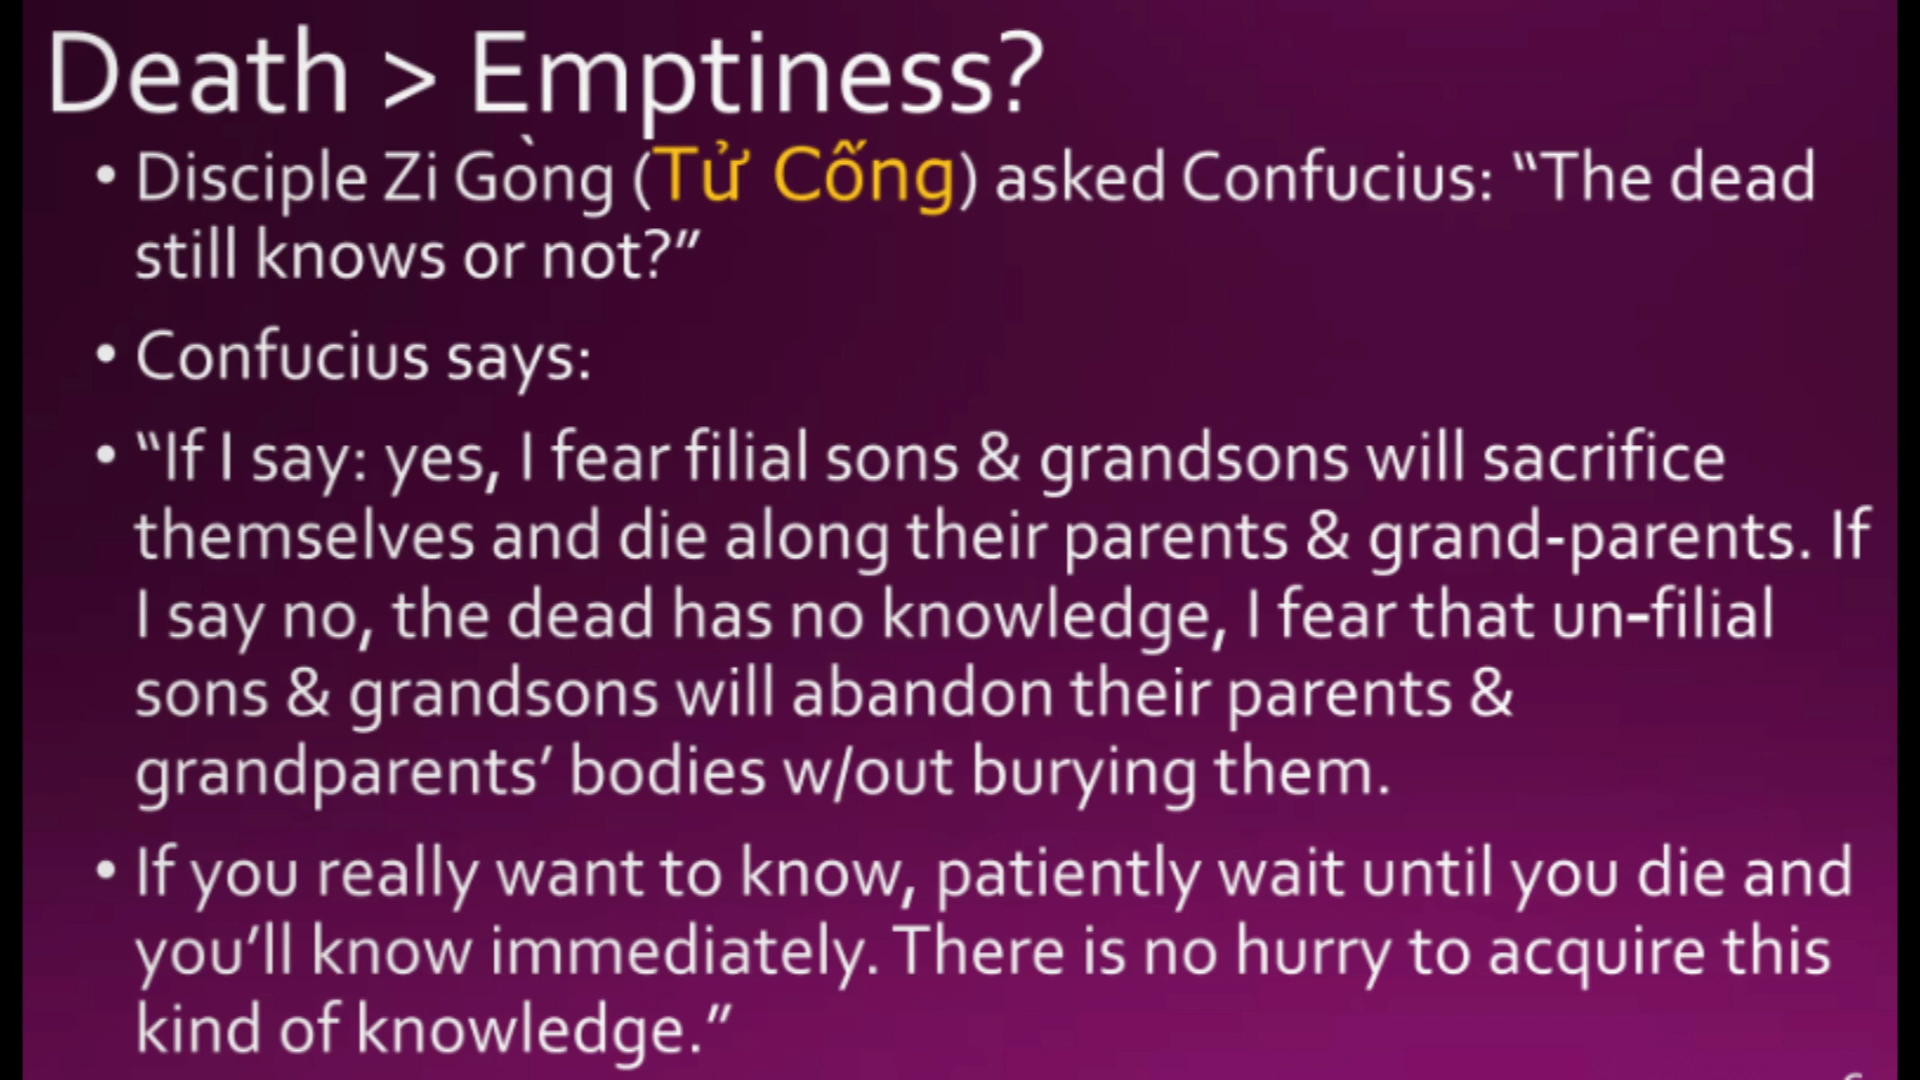 Death > Emptiness?
• Disciple Zi Gòng (Tử Cống) asked Confucius: “The dead
still knows or not?”
• Confucius says:
• “If I say: yes, I fear filial sons & grandsons will sacrifice
themselves and die along their parents & grand-parents. If
I say no, the dead has no knowledge, I fear that un-filial
sons & grandsons will abandon their parents &
grandparents’ bodies w/out burying them.
• If you really want to know, patiently wait until you die and
you’ll know immediately. There is no hurry to acquire this
kind of knowledge.”